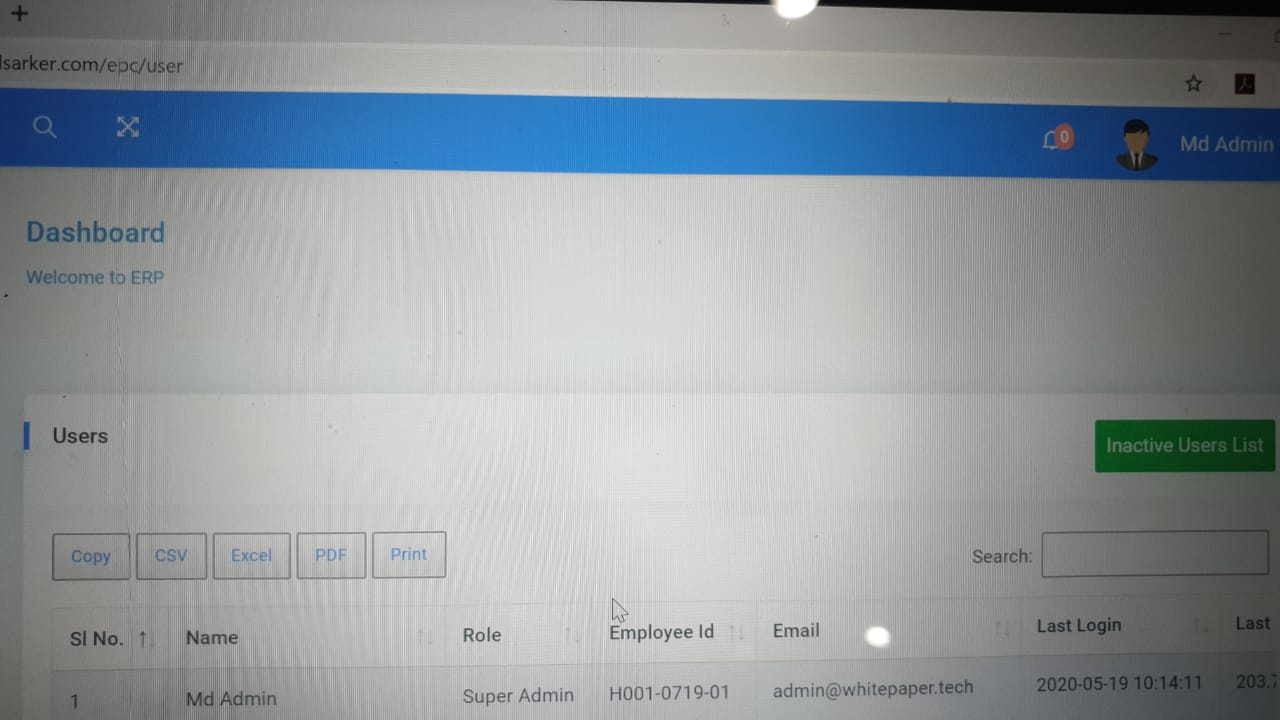 lsarker.com/epc/user
0
Md Admin
Dashboard
Welcome to ERP
Users
Inactive Users List
Copy CSV Excel PDF Print
Search:
Sl No. Name Role Employee Id Email Last Login Last
1 Md Admin Super Admin H001-0719-01 admin@whitepaper.tech 2020-05-19 10:14:11 203.